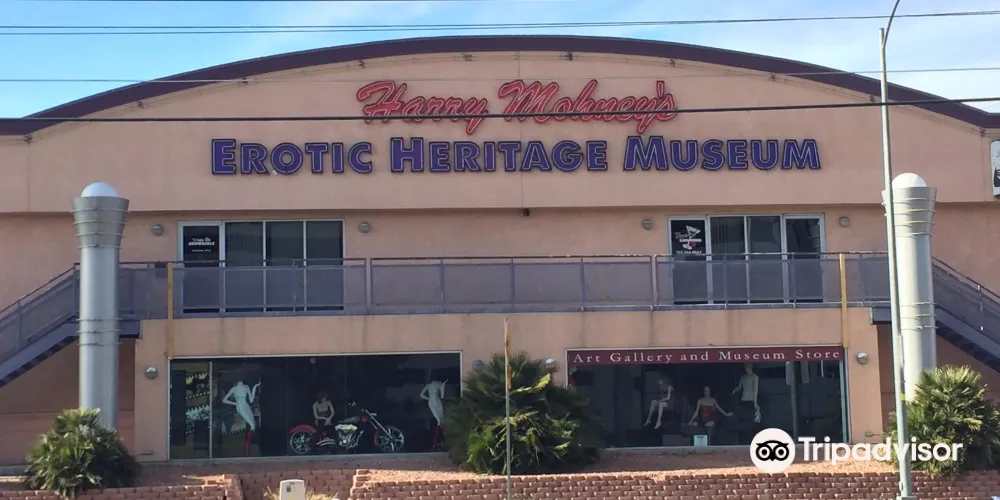 Harry Mohney's
EROTIC HERITAGE MUSEUM
Art Gallery and Museum Store
Tripadvisor